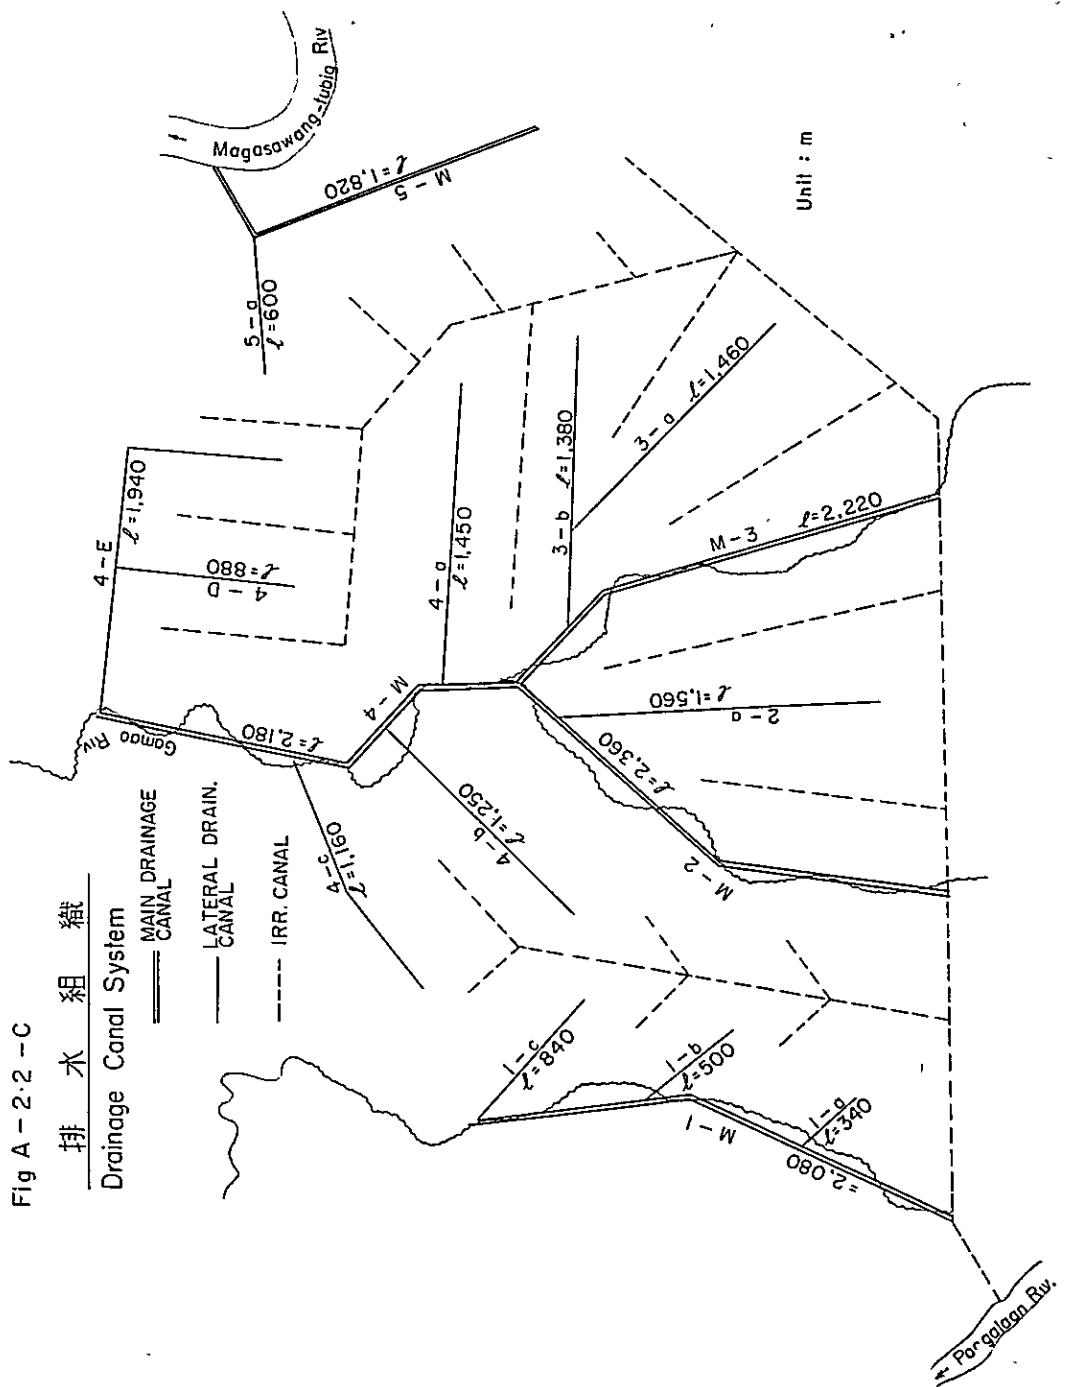 Fig A-2·2-C
排水組織
Drainage Canal System
MAIN DRAINAGE
CANAL
LATERAL DRAIN.
CANAL
IRR. CANAL
Magasawang-tubig Riv
M-5
ℓ=1,820
5-a
ℓ=600
4-E
ℓ=1,940
4-D
ℓ=880
4-a
ℓ=1,450
3-b ℓ=1,380
3-a ℓ=1,460
M-3 ℓ=2,220
Gamao Riv
ℓ=2,180
M-4
4-c
ℓ=1,160
4-b
ℓ=1,250
2-a
ℓ=1,560
ℓ=2,360
M-2
1-c
ℓ=840
1-b
ℓ=500
1-a
ℓ=340
M-1
=2,080
Pargalaan Riv.
Unit : m